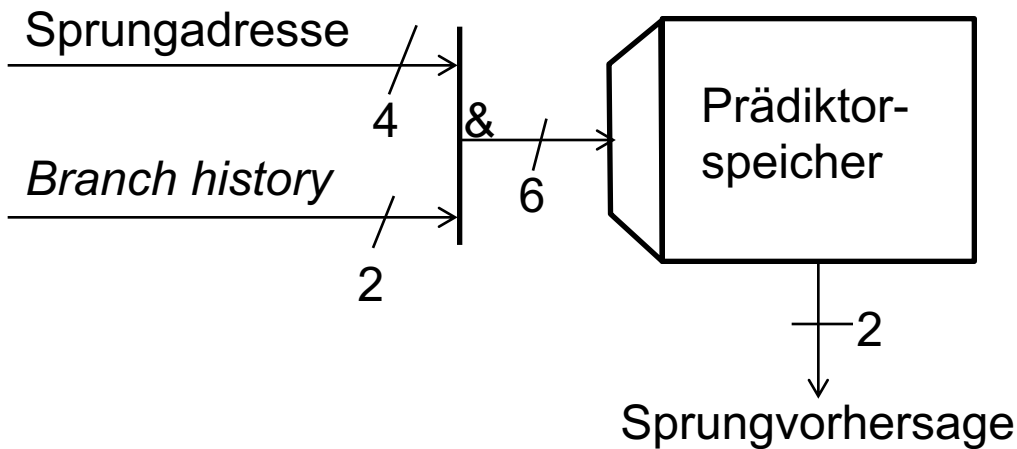 Sprungadresse
4
&
Branch history
2
6
Prädiktor-
speicher
2
Sprungvorhersage